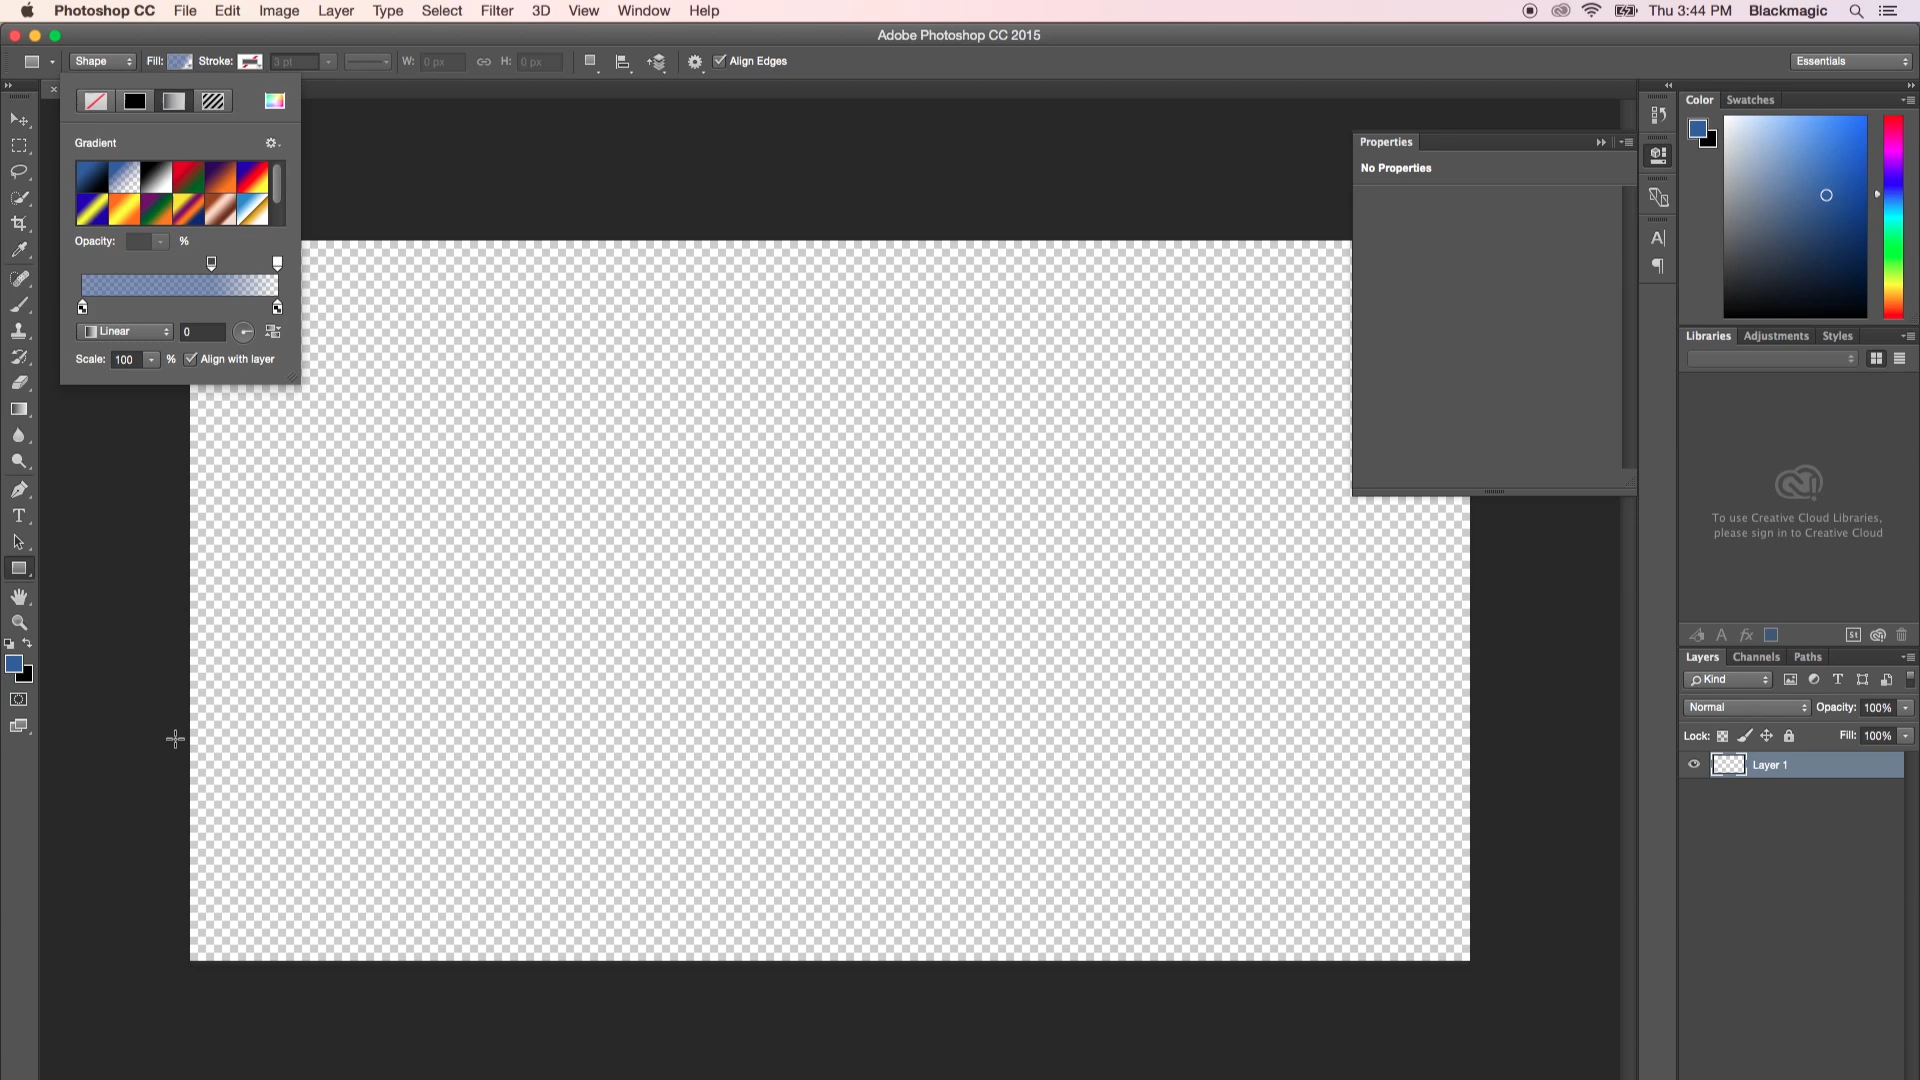 Photoshop CC File Edit Image Layer Type Select Filter 3D View Window Help Thu 3:44 PM Blackmagic
Adobe Photoshop CC 2015
Shape Fill: Stroke: 3 pt W: 0 px H: 0 px Align Edges Essentials
Gradient
Opacity: %
Linear 0
Scale: 100 % Align with layer
Properties
No Properties
Color Swatches
Libraries Adjustments Styles
To use Creative Cloud Libraries,
please sign in to Creative Cloud
St
Layers Channels Paths
Kind
Normal Opacity: 100%
Lock: Fill: 100%
Layer 1